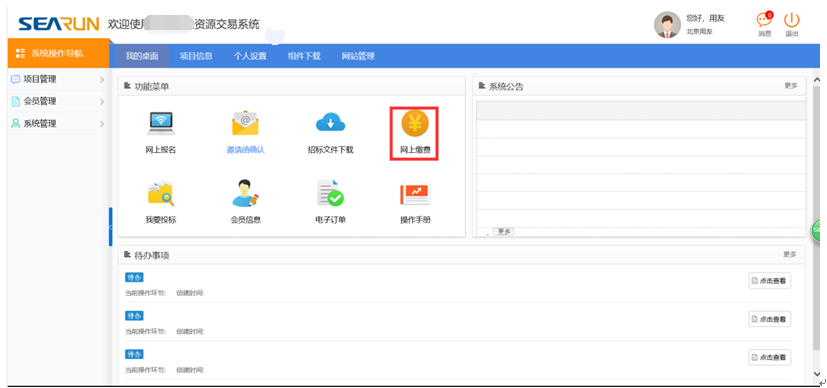 SEARUN 欢迎使用 资源交易系统
您好，用友
北京用友
8
消息
退出
系统操作导航
我的桌面 项目信息 个人设置 组件下载 网站管理
项目管理
会员管理
系统管理
功能菜单
网上报名 邀请函确认 招标文件下载 网上缴费
我要投标 会员信息 电子订单 操作手册
系统公告 更多
更多
待办事项 更多
待办
当前操作环节: 创建时间:
点击查看
待办
当前操作环节: 创建时间:
点击查看
待办
当前操作环节: 创建时间:
点击查看